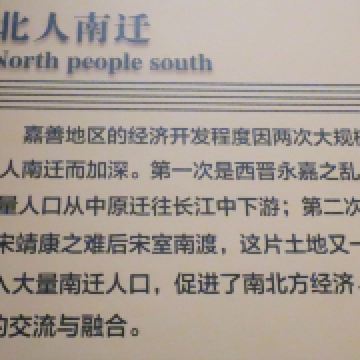 北人南迁
North people south
嘉善地区的经济开发程度因两次大规模
人南迁而加深。第一次是西晋永嘉之乱
量人口从中原迁往长江中下游；第二次
宋靖康之难后宋室南渡，这片土地又一
入大量南迁人口，促进了南北方经济
的交流与融合。